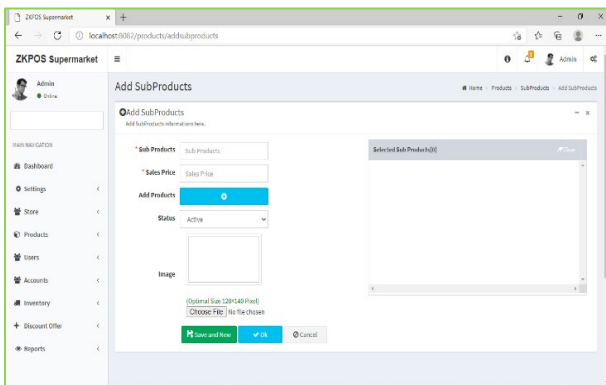 ZKPOS Supermarket
localhost:8082/products/addsubproducts
ZKPOS Supermarket
Admin
Admin
Online
Add SubProducts
Home
Products
SubProducts
Add SubProducts
Add SubProducts
Add SubProducts informations here.
MAIN NAVIGATION
Dashboard
Settings
Store
Products
Users
Accounts
Inventory
Discount Offer
Reports
* Sub Products
Sub Products
* Sales Price
Sales Price
Add Products
Status
Active
Image
(Optimal Size 120*140 Pixel)
Choose File No file chosen
Save and New
Ok
Cancel
Selected Sub Products[0]
Clear